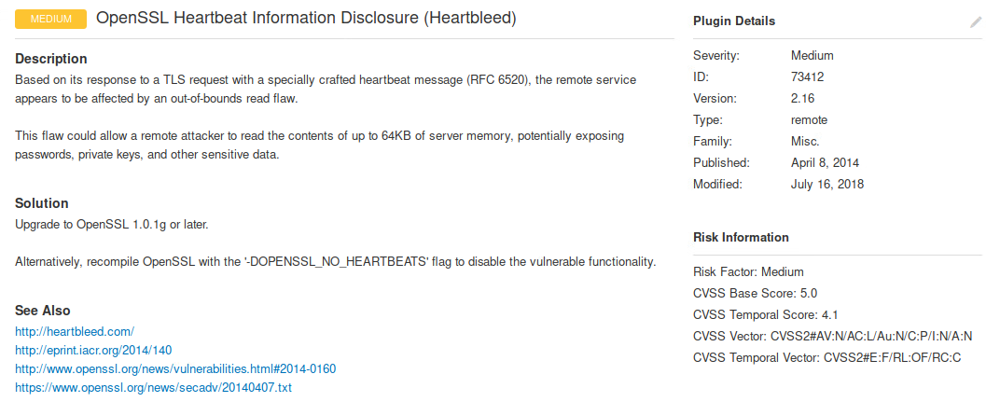 MEDIUM
OpenSSL Heartbeat Information Disclosure (Heartbleed)
Description
Based on its response to a TLS request with a specially crafted heartbeat message (RFC 6520), the remote service
appears to be affected by an out-of-bounds read flaw.
This flaw could allow a remote attacker to read the contents of up to 64KB of server memory, potentially exposing
passwords, private keys, and other sensitive data.
Solution
Upgrade to OpenSSL 1.0.1g or later.
Alternatively, recompile OpenSSL with the '-DOPENSSL_NO_HEARTBEATS' flag to disable the vulnerable functionality.
See Also
http://heartbleed.com/
http://eprint.iacr.org/2014/140
http://www.openssl.org/news/vulnerabilities.html#2014-0160
https://www.openssl.org/news/secadv/20140407.txt
Plugin Details
Severity: Medium
ID: 73412
Version: 2.16
Type: remote
Family: Misc.
Published: April 8, 2014
Modified: July 16, 2018
Risk Information
Risk Factor: Medium
CVSS Base Score: 5.0
CVSS Temporal Score: 4.1
CVSS Vector: CVSS2#AV:N/AC:L/Au:N/C:P/I:N/A:N
CVSS Temporal Vector: CVSS2#E:F/RL:OF/RC:C